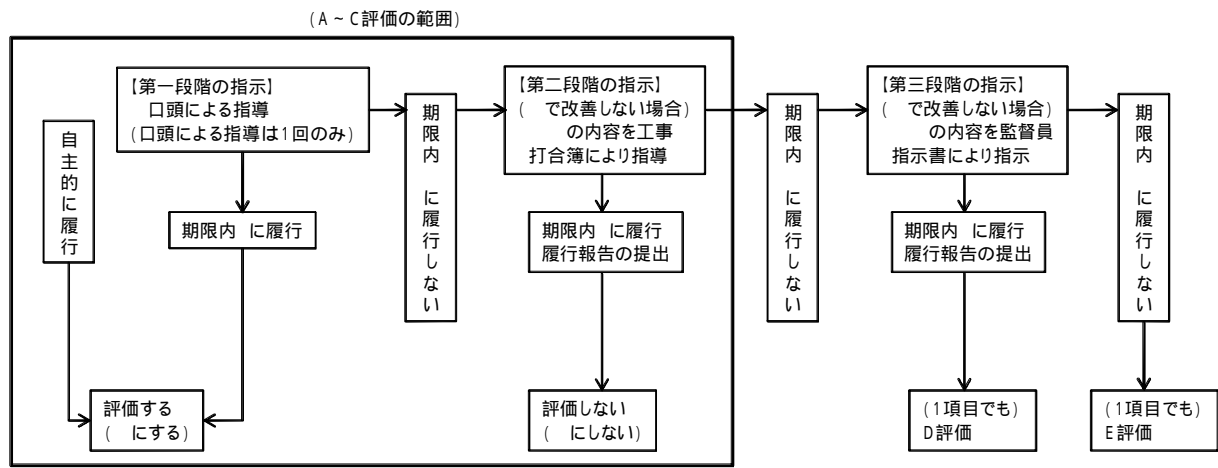 (A～C評価の範囲)
【第一段階の指示】
口頭による指導
(口頭による指導は1回のみ)
自主的に履行
期限内 に履行
評価する
( にする)
期限内 に履行しない
【第二段階の指示】
( で改善しない場合)
の内容を工事
打合簿により指導
期限内 に履行
履行報告の提出
評価しない
( にしない)
期限内 に履行しない
【第三段階の指示】
( で改善しない場合)
の内容を監督員
指示書により指示
期限内 に履行
履行報告の提出
(1項目でも)
D評価
期限内 に履行しない
(1項目でも)
E評価